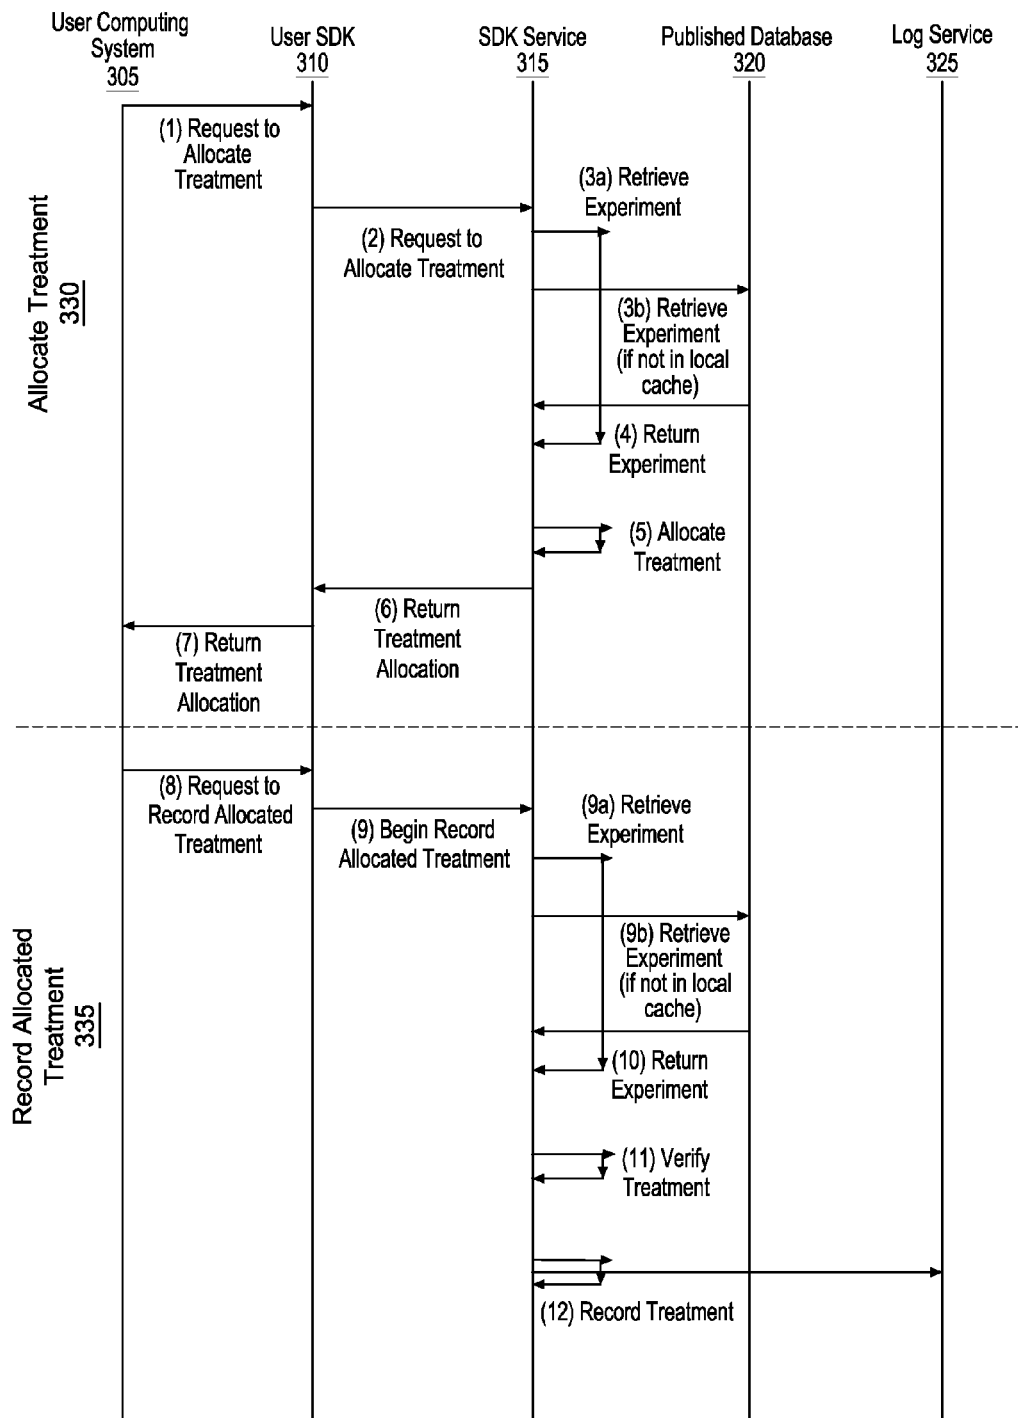 User Computing
System
305
User SDK
310
SDK Service
315
Published Database
320
Log Service
325
Allocate Treatment
330
(1) Request to
Allocate
Treatment
(2) Request to
Allocate Treatment
(3a) Retrieve
Experiment
(3b) Retrieve
Experiment
(if not in local
cache)
(4) Return
Experiment
(5) Allocate
Treatment
(6) Return
Treatment
Allocation
(7) Return
Treatment
Allocation
Record Allocated
Treatment
335
(8) Request to
Record Allocated
Treatment
(9) Begin Record
Allocated Treatment
(9a) Retrieve
Experiment
(9b) Retrieve
Experiment
(if not in local
cache)
(10) Return
Experiment
(11) Verify
Treatment
(12) Record Treatment